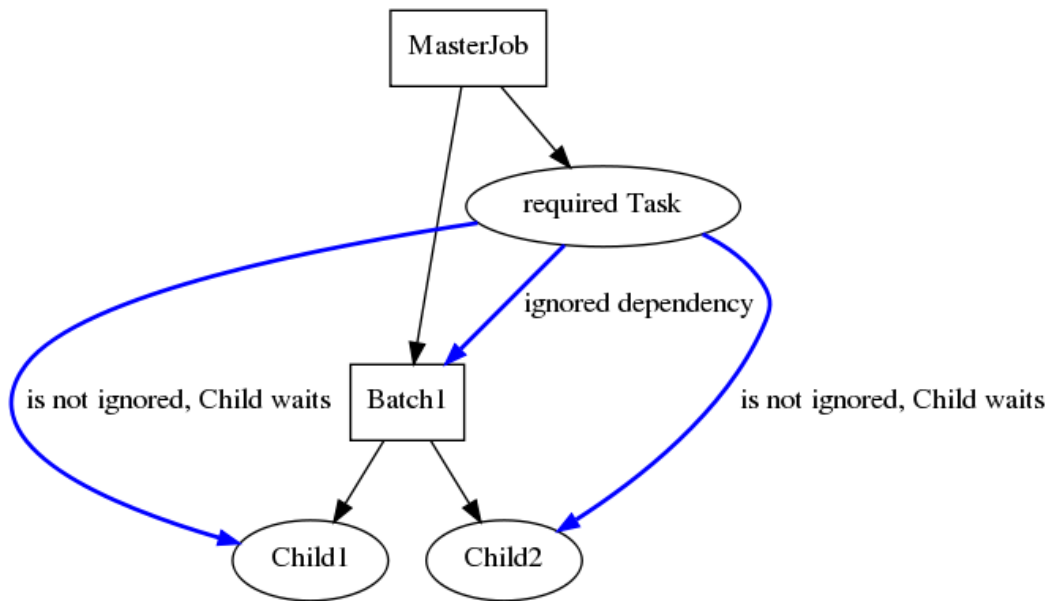 MasterJob
required Task
ignored dependency
is not ignored, Child waits
Batch1
is not ignored, Child waits
Child1
Child2